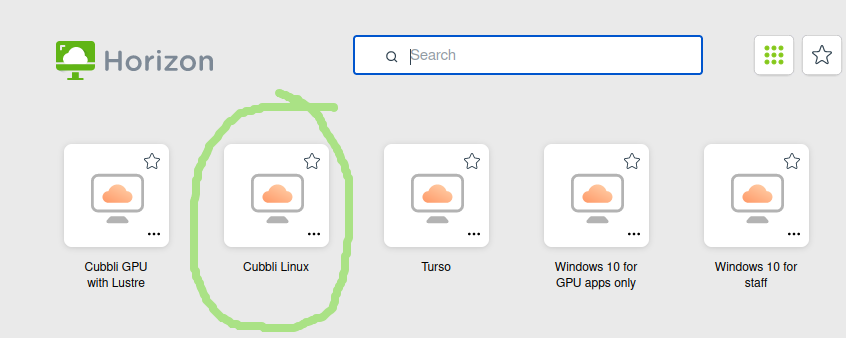 Horizon
Search
Cubbli GPU
with Lustre
Cubbli Linux
Turso
Windows 10 for
GPU apps only
Windows 10 for
staff